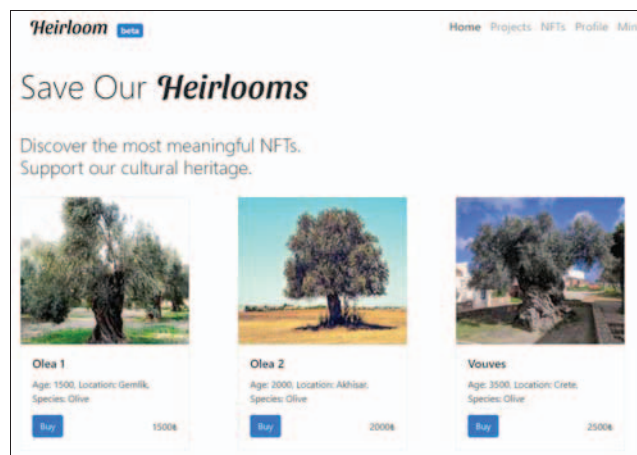 Heirloom beta
Home Projects NFTs Profile Min
Save Our Heirlooms
Discover the most meaningful NFTs.
Support our cultural heritage.
Olea 1
Age: 1500, Location: Gemlik,
Species: Olive
Buy 1500₺
Olea 2
Age: 2000, Location: Akhisar,
Species: Olive
Buy 2000₺
Vouves
Age: 3500, Location: Crete,
Species: Olive
Buy 2500₺